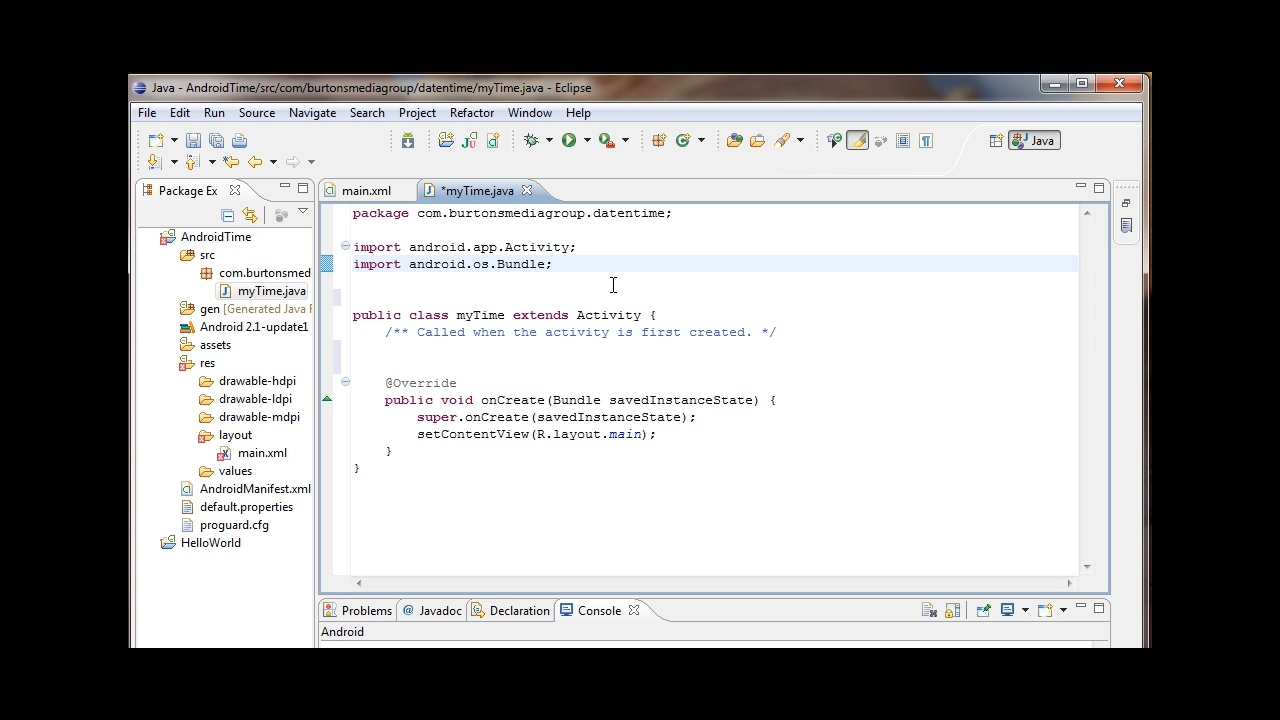 Java - AndroidTime/src/com/burtonsmediagroup/datentime/myTime.java - Eclipse
File Edit Run Source Navigate Search Project Refactor Window Help
Java
Package Ex
main.xml
*myTime.java
AndroidTime
src
com.burtonsmed
myTime.java
gen [Generated Java F
Android 2.1-update1
assets
res
drawable-hdpi
drawable-ldpi
drawable-mdpi
layout
main.xml
values
AndroidManifest.xml
default.properties
proguard.cfg
HelloWorld
package com.burtonsmediagroup.datentime;
import android.app.Activity;
import android.os.Bundle;
public class myTime extends Activity {
/** Called when the activity is first created. */
@Override
public void onCreate(Bundle savedInstanceState) {
super.onCreate(savedInstanceState);
setContentView(R.layout.main);
}
}
Problems @ Javadoc Declaration Console
Android